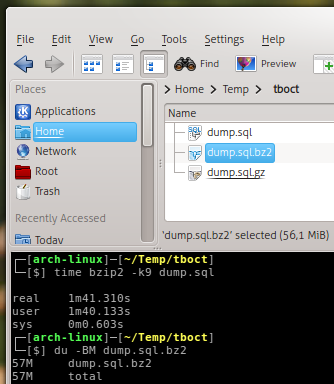 File Edit View Go Tools Settings Help
Find Preview
Places
Applications
Home
Network
Root
Trash
Recently Accessed
Today
> Home > Temp > tboct
Name
dump.sql
dump.sql.bz2
dump.sql.gz
'dump.sql.bz2' selected (56,1 MiB)
[arch-linux]—[~/Temp/tboct]
[$] time bzip2 -k9 dump.sql
real 1m41.310s
user 1m40.133s
sys 0m0.603s
[arch-linux]—[~/Temp/tboct]
[$] du -BM dump.sql.bz2
57M dump.sql.bz2
57M total